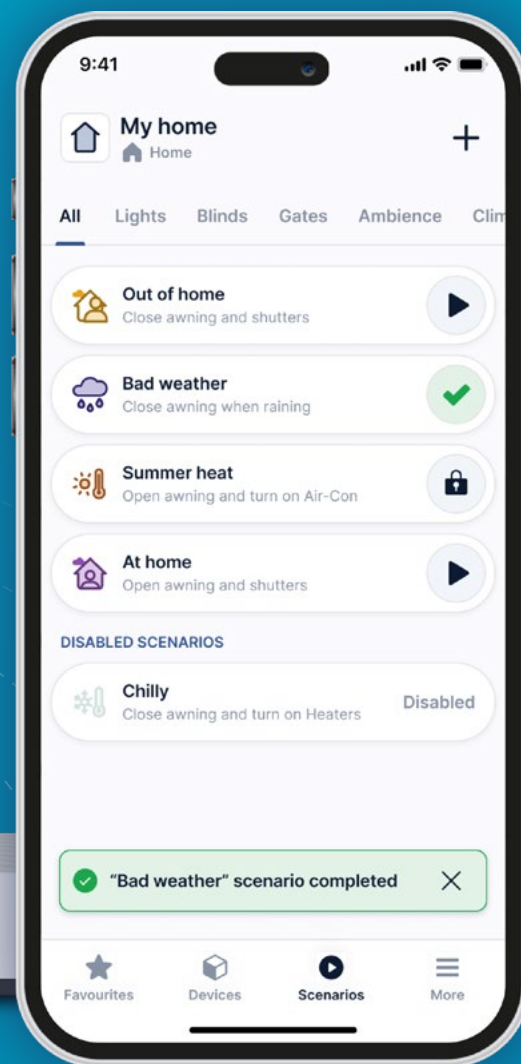 9:41
My home
Home
All Lights Blinds Gates Ambience Clim
Out of home
Close awning and shutters
Bad weather
Close awning when raining
Summer heat
Open awning and turn on Air-Con
At home
Open awning and shutters
DISABLED SCENARIOS
Chilly
Close awning and turn on Heaters
Disabled
“Bad weather” scenario completed
Favourites Devices Scenarios More